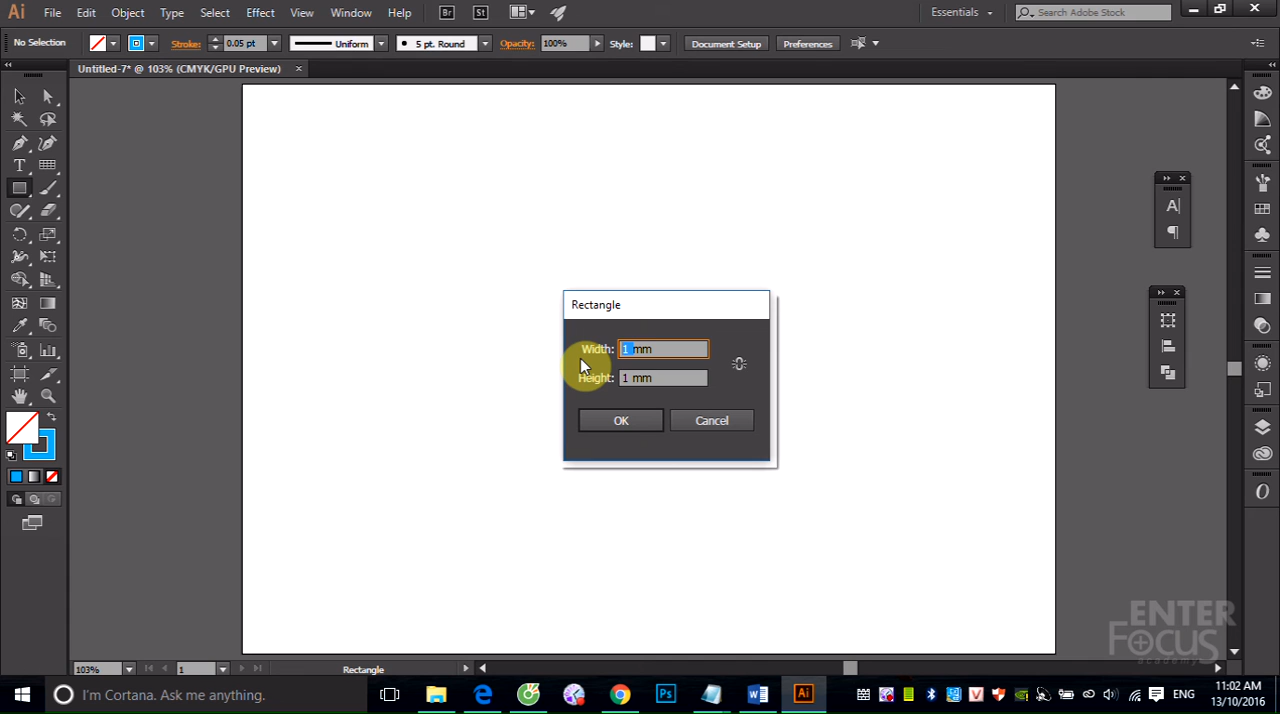 Ai File Edit Object Type Select Effect View Window Help Br St Essentials Search Adobe Stock
No Selection Stroke: 0.05 pt Uniform 5 pt. Round Opacity: 100% Style: Document Setup Preferences
Untitled-7* @ 103% (CMYK/GPU Preview)
Rectangle
Width: 1 mm
Height: 1 mm
OK Cancel
ENTER
FOCUS
academy
103% 1 Rectangle
I'm Cortana. Ask me anything. Ps Ai ENG 11:02 AM
13/10/2016